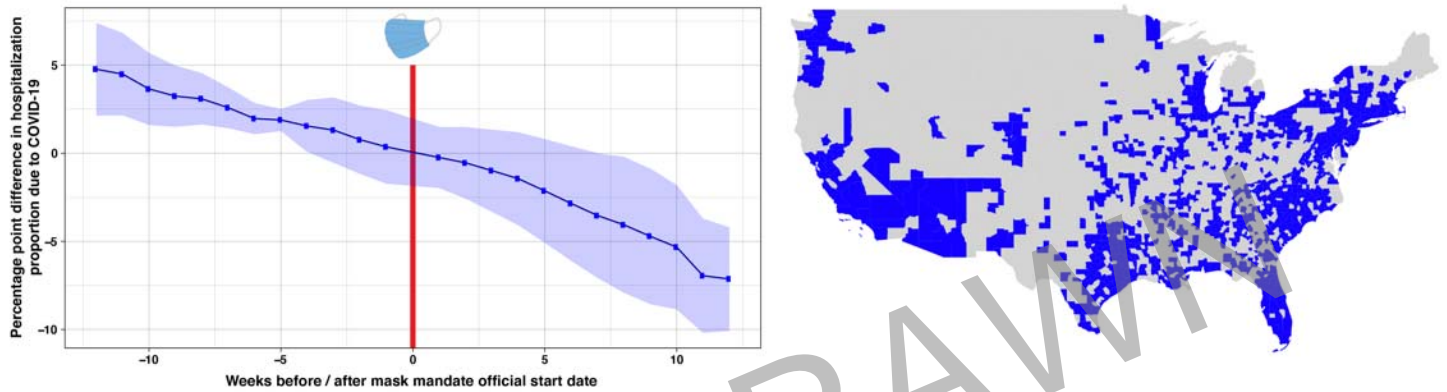 Percentage point difference in hospitalization
proportion due to COVID-19
5
0
−5
−10
−10
−5
0
5
10
Weeks before / after mask mandate official start date
RAWN